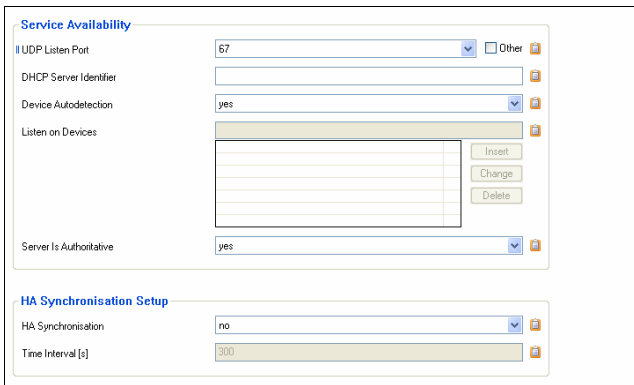 Service Availability
UDP Listen Port 67 Other
DHCP Server Identifier
Device Autodetection yes
Listen on Devices
Insert
Change
Delete
Server Is Authoritative yes
HA Synchronisation Setup
HA Synchronisation no
Time Interval [s] 300